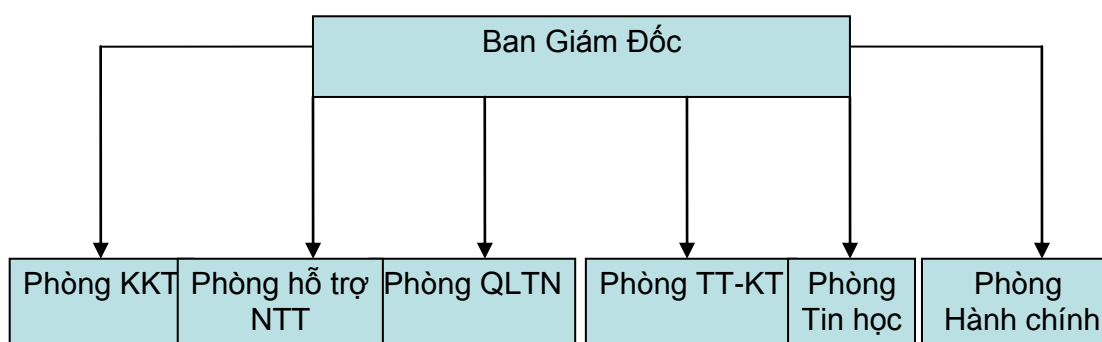 Ban Giám Đốc
Phòng KKT
Phòng hỗ trợ
NTT
Phòng QLTN
Phòng TT-KT
Phòng
Tin học
Phòng
Hành chính